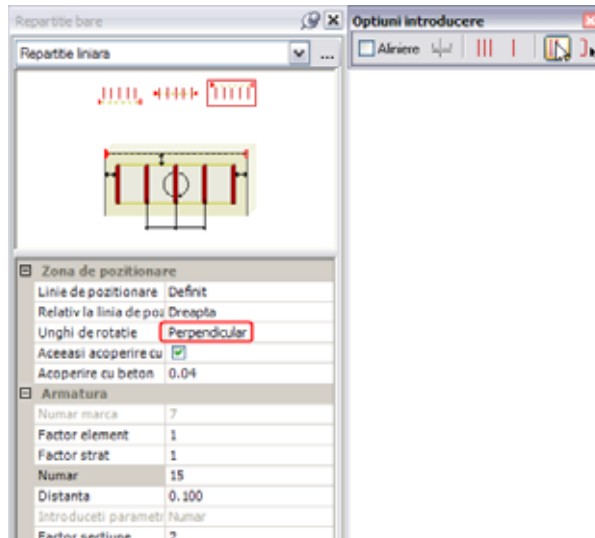 Repartitie bare
Optiuni introducere
Repartitie liniara
...
Aliniere
Zona de pozitionare
Linie de pozitionare Definit
Relativ la linia de poz Dreapta
Unghi de rotatie Perpendicular
Aceeasi acoperire cu
Acoperire cu beton 0.04
Armatura
Numar marca 7
Factor element 1
Factor strat 1
Numar 15
Distanta 0.100
Introduceti parametr Numar
Factor sectiune 2